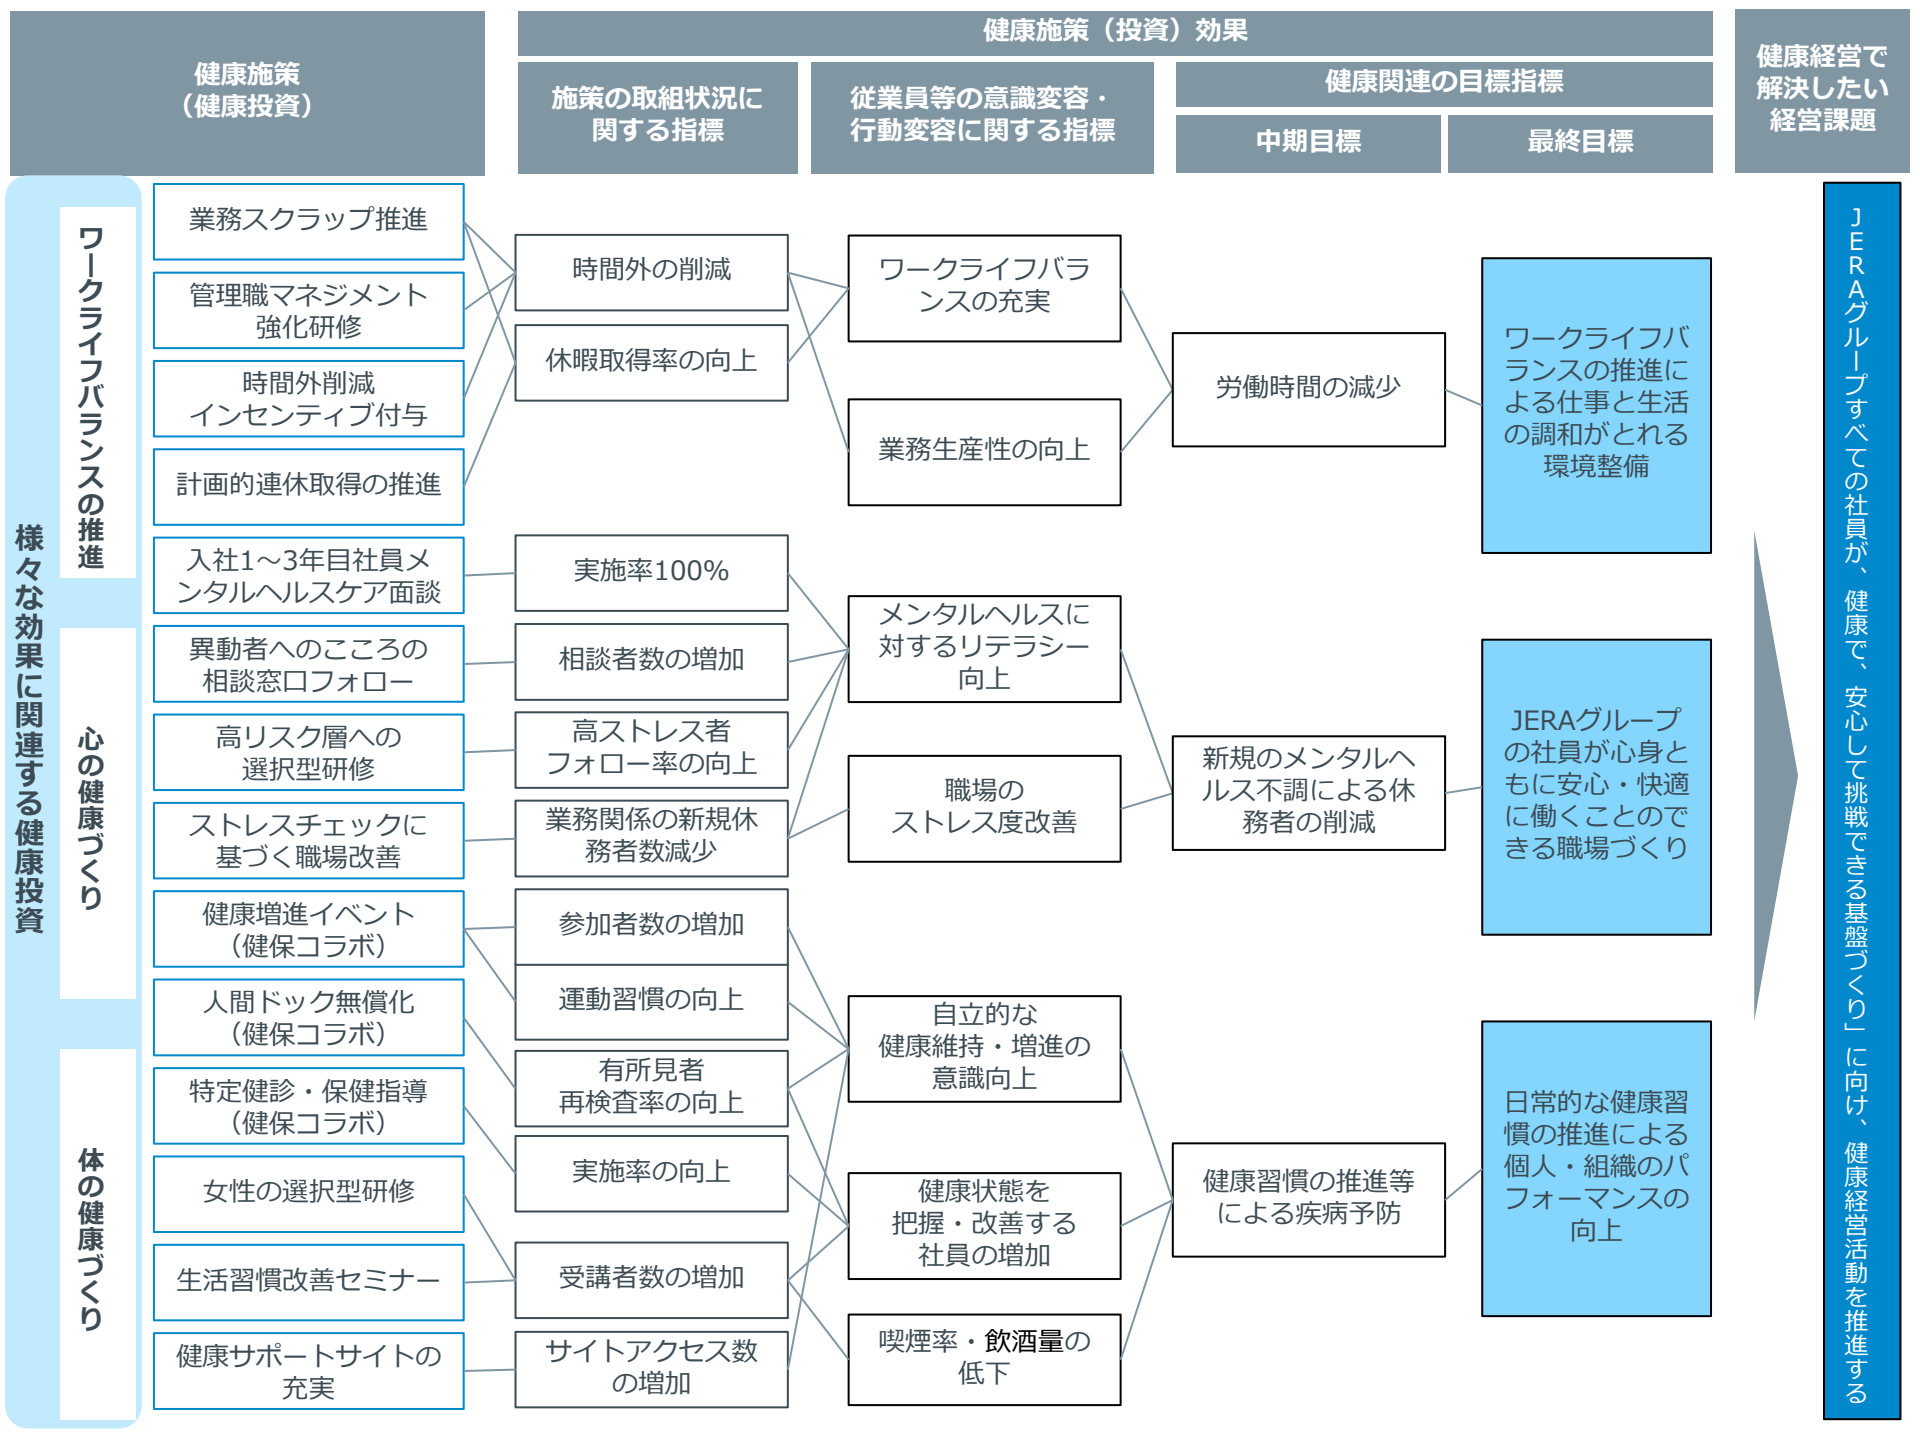 健康施策
（健康投資）
健康施策（投資）効果
施策の取組状況に
関する指標
従業員等の意識変容・
行動変容に関する指標
健康関連の目標指標
中期目標
最終目標
健康経営で
解決したい
経営課題
様々な効果に関連する健康投資
ワークライフバランスの推進
心の健康づくり
体の健康づくり
業務スクラップ推進
管理職マネジメント
強化研修
時間外削減
インセンティブ付与
計画的連休取得の推進
入社1～3年目社員メ
ンタルヘルスケア面談
異動者へのこころの
相談窓口フォロー
高リスク層への
選択型研修
ストレスチェックに
基づく職場改善
健康増進イベント
（健保コラボ）
人間ドック無償化
（健保コラボ）
特定健診・保健指導
（健保コラボ）
女性の選択型研修
生活習慣改善セミナー
健康サポートサイトの
充実
時間外の削減
休暇取得率の向上
実施率100%
相談者数の増加
高ストレス者
フォロー率の向上
業務関係の新規休
務者数減少
参加者数の増加
運動習慣の向上
有所見者
再検査率の向上
実施率の向上
受講者数の増加
サイトアクセス数
の増加
ワークライフバラ
ンスの充実
業務生産性の向上
メンタルヘルスに
対するリテラシー
向上
職場の
ストレス度改善
自立的な
健康維持・増進の
意識向上
健康状態を
把握・改善する
社員の増加
喫煙率・飲酒量の
低下
労働時間の減少
新規のメンタルヘ
ルス不調による休
務者の削減
健康習慣の推進等
による疾病予防
ワークライフバ
ランスの推進に
よる仕事と生活
の調和がとれる
環境整備
JERAグループ
の社員が心身と
もに安心・快適
に働くことので
きる職場づくり
日常的な健康習
慣の推進による
個人・組織のパ
フォーマンスの
向上
JERAグループすべての社員が、健康で、安心して挑戦できる基盤づくり」に向け、健康経営活動を推進する